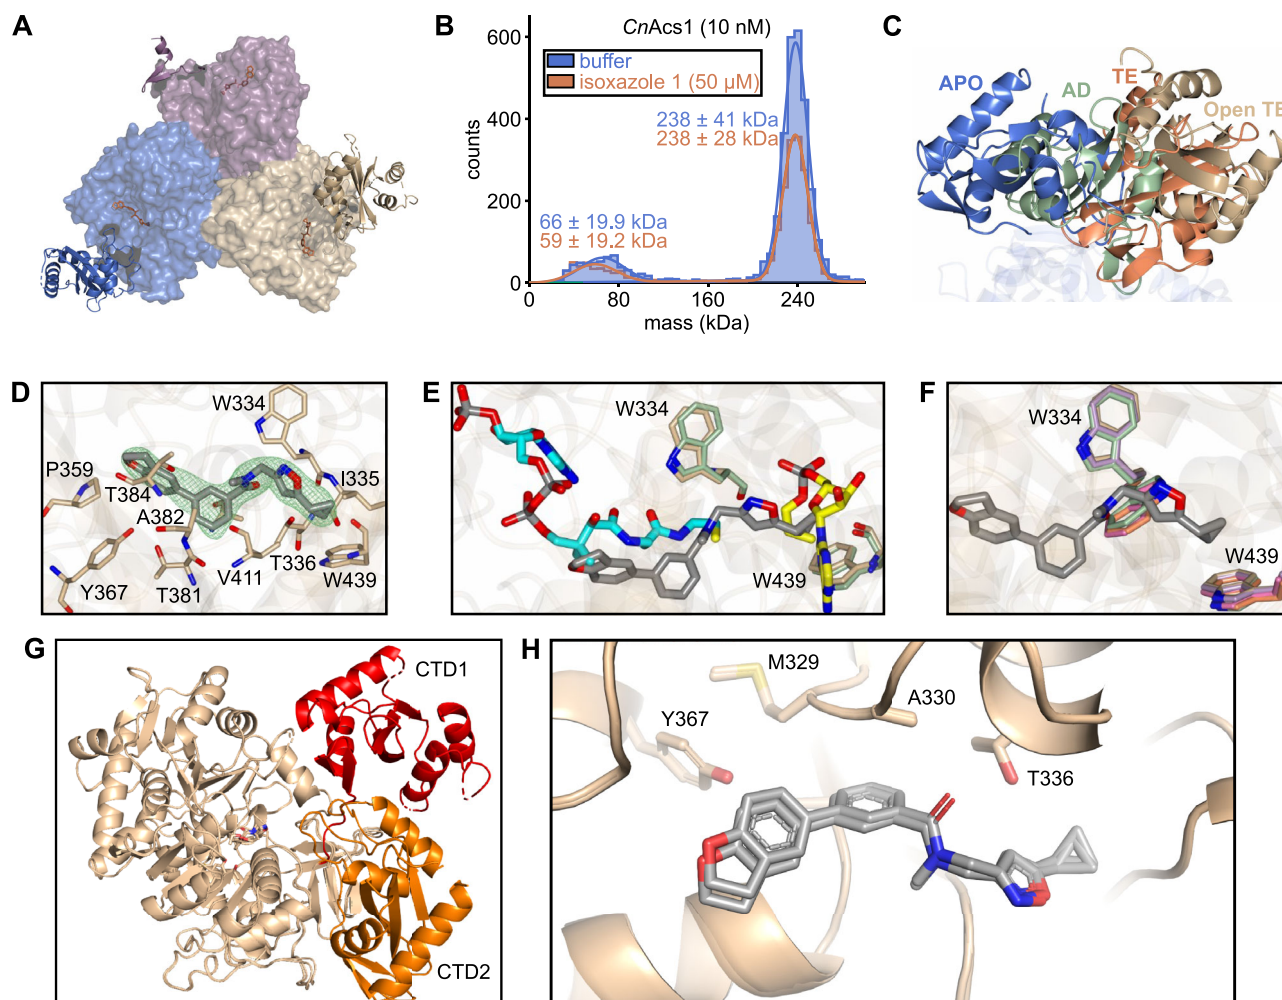 A
B
CnAcs1 (10 nM)
buffer
isoxazole 1 (50 µM)
238 ± 41 kDa
238 ± 28 kDa
66 ± 19.9 kDa
59 ± 19.2 kDa
600
400
200
0
counts
0 80 160 240
mass (kDa)
C
APO
AD
TE
Open TE
D
W334
P359
T384
I335
A382
T336
V411
W439
Y367
T381
E
W334
W439
F
W334
W439
G
CTD1
CTD2
H
M329
A330
Y367
T336